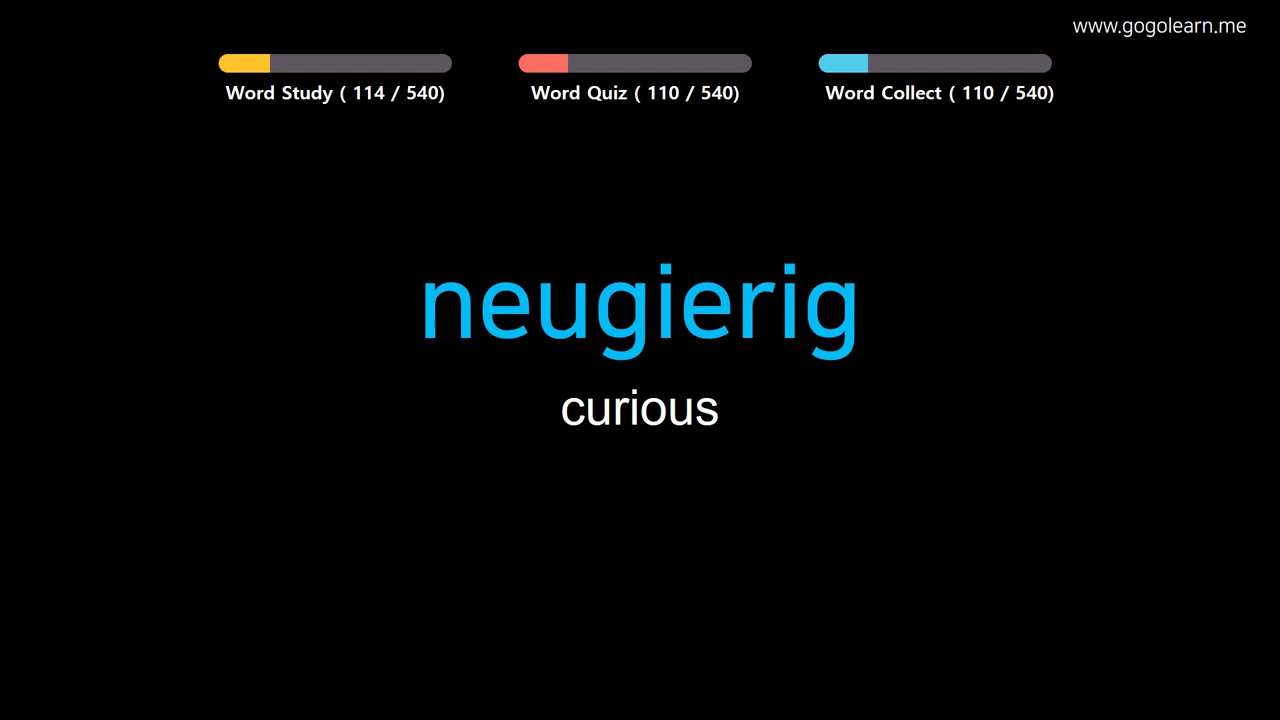 www.gogolearn.me
Word Study ( 114 / 540)
Word Quiz ( 110 / 540)
Word Collect ( 110 / 540)
neugierig
curious